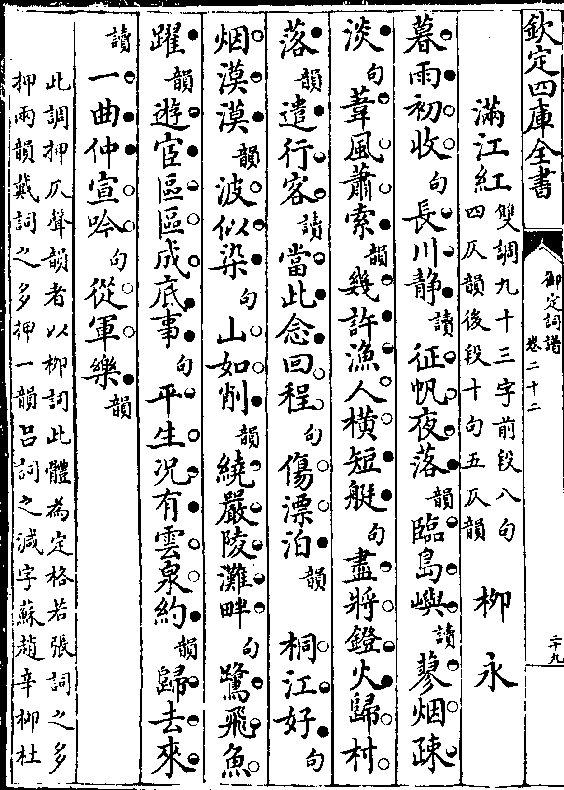 欽定四庫全書
御定詞譜
卷二十二
二十九
滿江紅
雙調九十三字前段八句
四仄韻後段十句五仄韻
柳永
暮雨初收句長川静讀征帆夜落韻臨島嶼讀蓼烟疎
淡句葦風蕭索韻幾許漁人橫短艇句盡將鐙火歸村
落韻遣行客讀當此念回程句傷漂泊韻 桐江好句
烟漠漠韻波似染句山如削韻繞嚴陵灘畔句鷺飛魚
躍韻遊宦區區成底事句平生況有雲泉約韻歸去來
讀一曲仲宣吟句從軍樂韻
此調押仄聲韻者以柳詞此體為定格若張詞之多
押兩韻戴詞之多押一韻吕詞之減字蘇趙辛柳杜